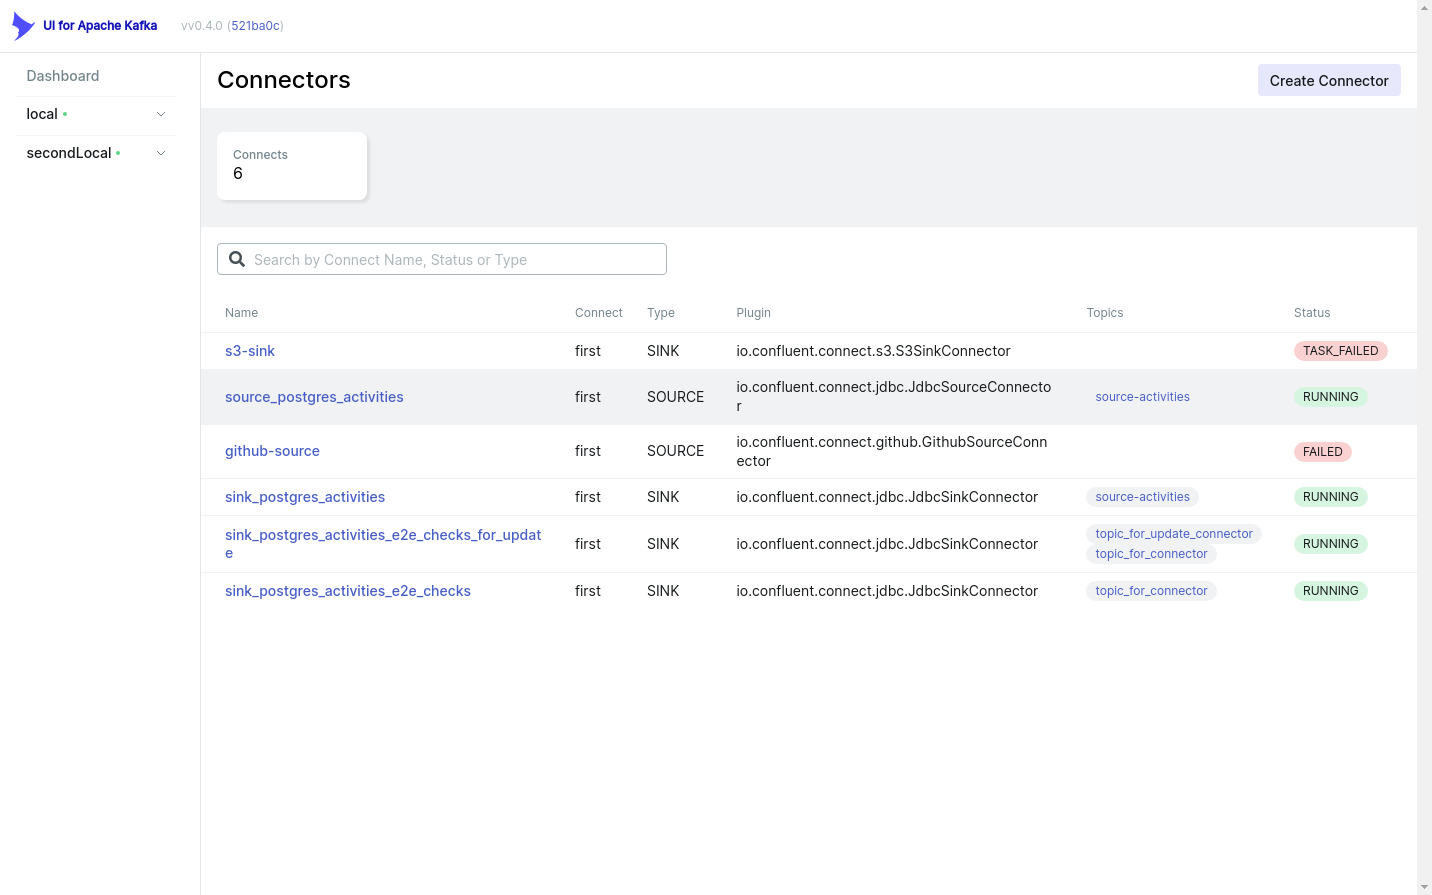 UI for Apache Kafka vv0.4.0 (521ba0c)
Dashboard
local
secondLocal
Connectors
Create Connector
Connects
6
Search by Connect Name, Status or Type
Name Connect Type Plugin Topics Status
s3-sink first SINK io.confluent.connect.s3.S3SinkConnector TASK_FAILED
source_postgres_activities first SOURCE io.confluent.connect.jdbc.JdbcSourceConnecto
r source-activities RUNNING
github-source first SOURCE io.confluent.connect.github.GithubSourceConn
ector FAILED
sink_postgres_activities first SINK io.confluent.connect.jdbc.JdbcSinkConnector source-activities RUNNING
sink_postgres_activities_e2e_checks_for_updat
e first SINK io.confluent.connect.jdbc.JdbcSinkConnector topic_for_update_connector
topic_for_connector RUNNING
sink_postgres_activities_e2e_checks first SINK io.confluent.connect.jdbc.JdbcSinkConnector topic_for_connector RUNNING